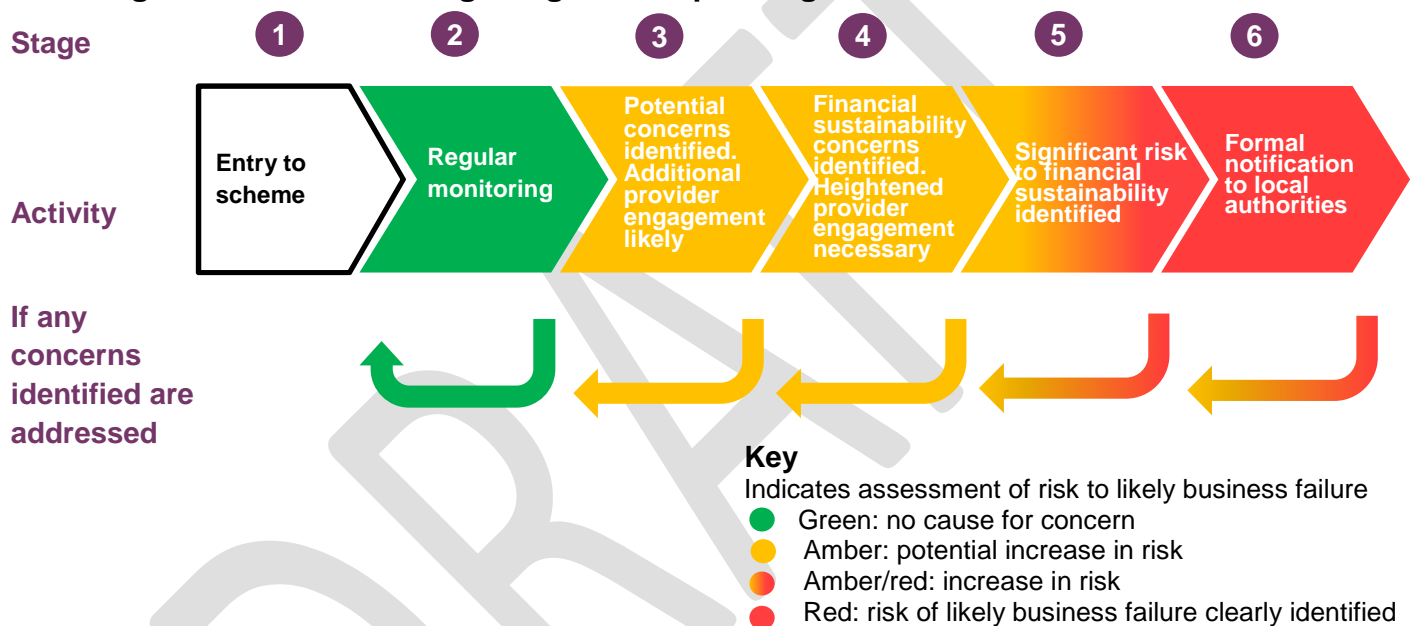 Stage
1
2
3
4
5
6
Activity
Entry to
scheme
Regular
monitoring
Potential
concerns
identified.
Additional
provider
engagement
likely
Financial
sustainability
concerns
identified.
Heightened
provider
engagement
necessary
Significant risk
to financial
sustainability
identified
Formal
notification
to local
authorities
If any
concerns
identified are
addressed
Key
Indicates assessment of risk to likely business failure
Green: no cause for concern
Amber: potential increase in risk
Amber/red: increase in risk
Red: risk of likely business failure clearly identified